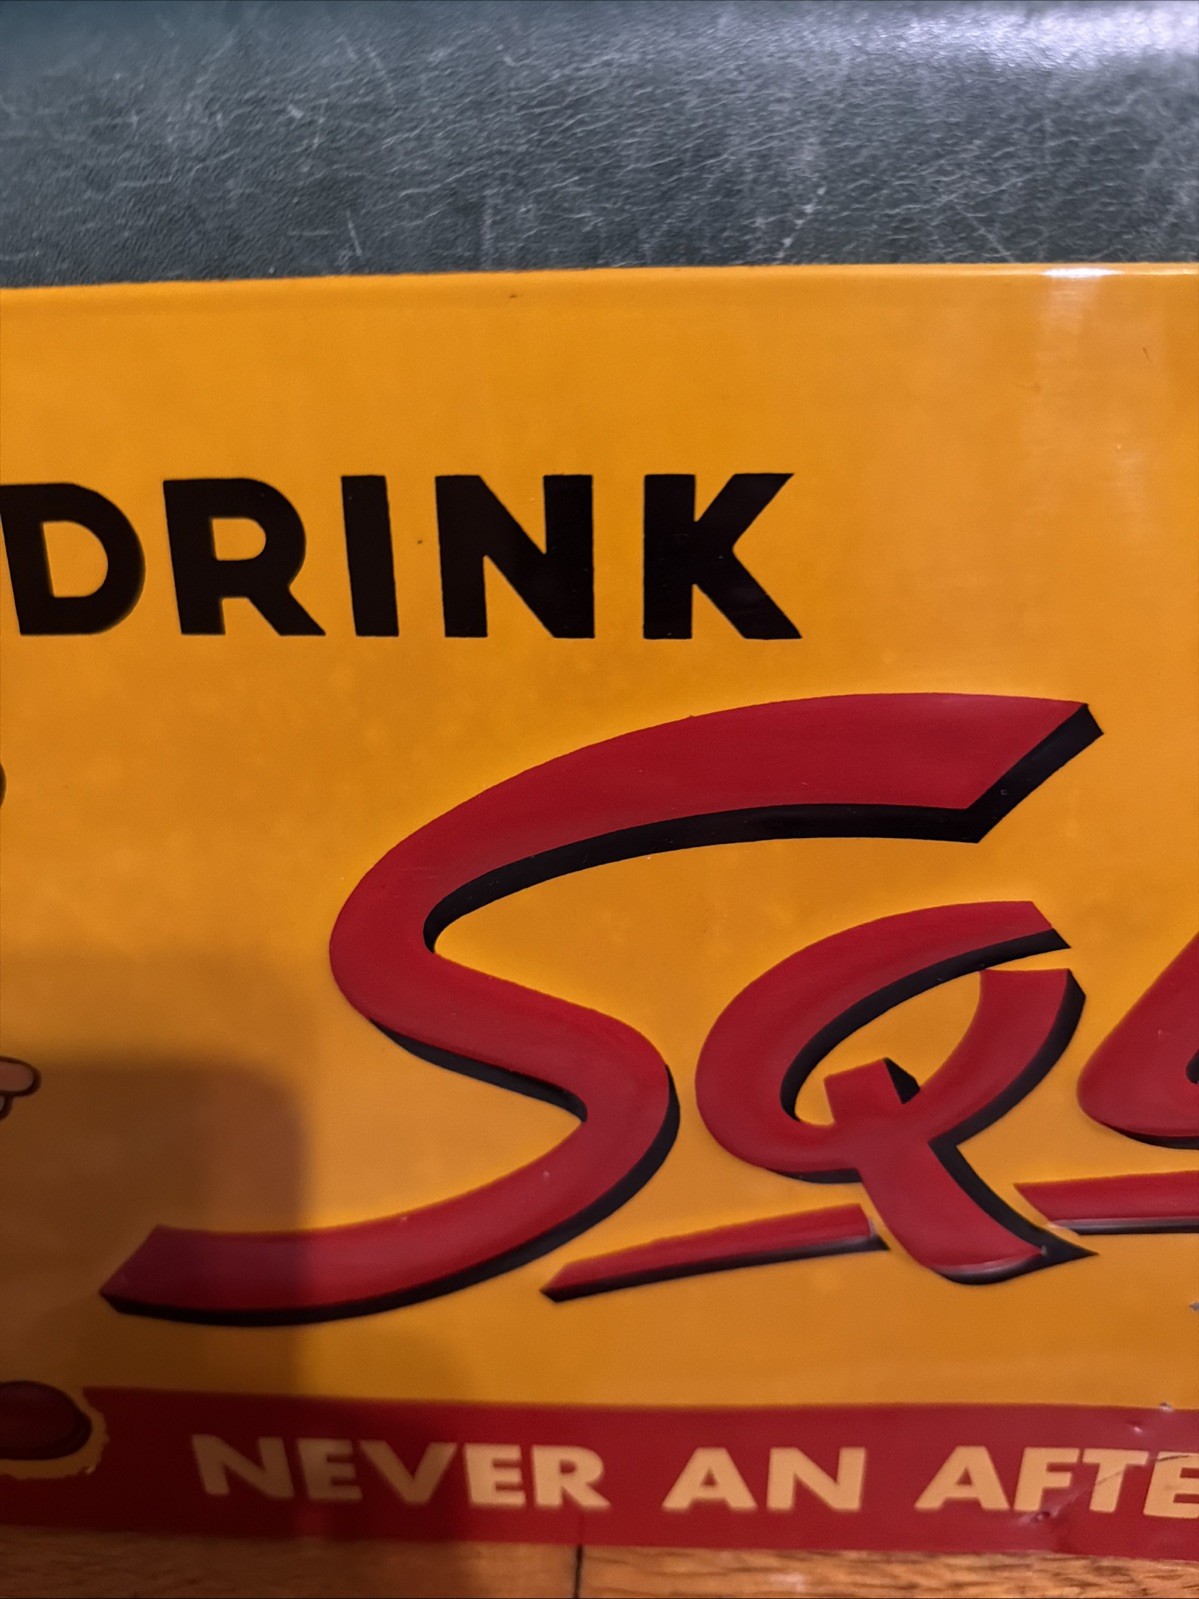 DRINK
SQ
NEVER AN AFTE